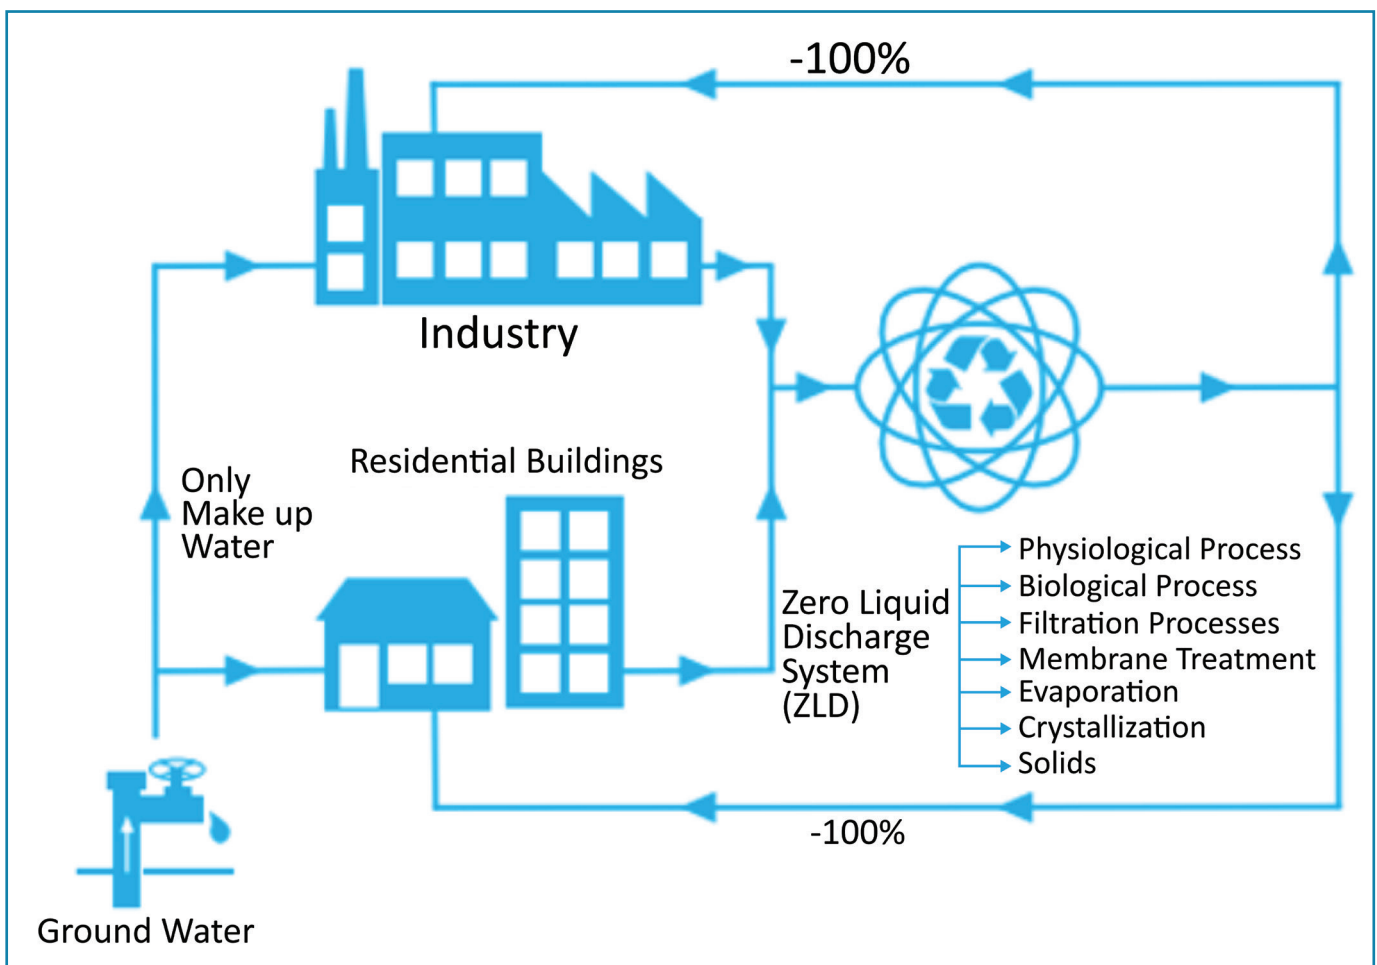 -100%
Industry
Residential Buildings
Only
Make up
Water
Zero Liquid
Discharge
System
(ZLD)
Physiological Process
Biological Process
Filtration Processes
Membrane Treatment
Evaporation
Crystallization
Solids
-100%
Ground Water